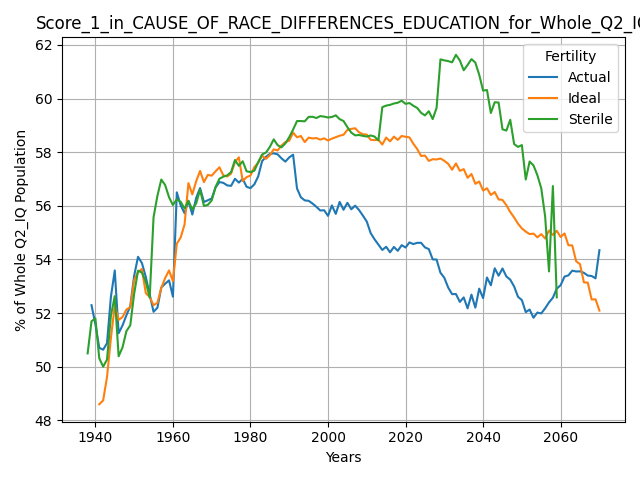 Score_1_in_CAUSE_OF_RACE_DIFFERENCES_EDUCATION_for_Whole_Q2_IQ
% of Whole Q2_IQ Population
62
60
58
56
54
52
50
48
Fertility
Actual
Ideal
Sterile
1940 1960 1980 2000 2020 2040 2060
Years